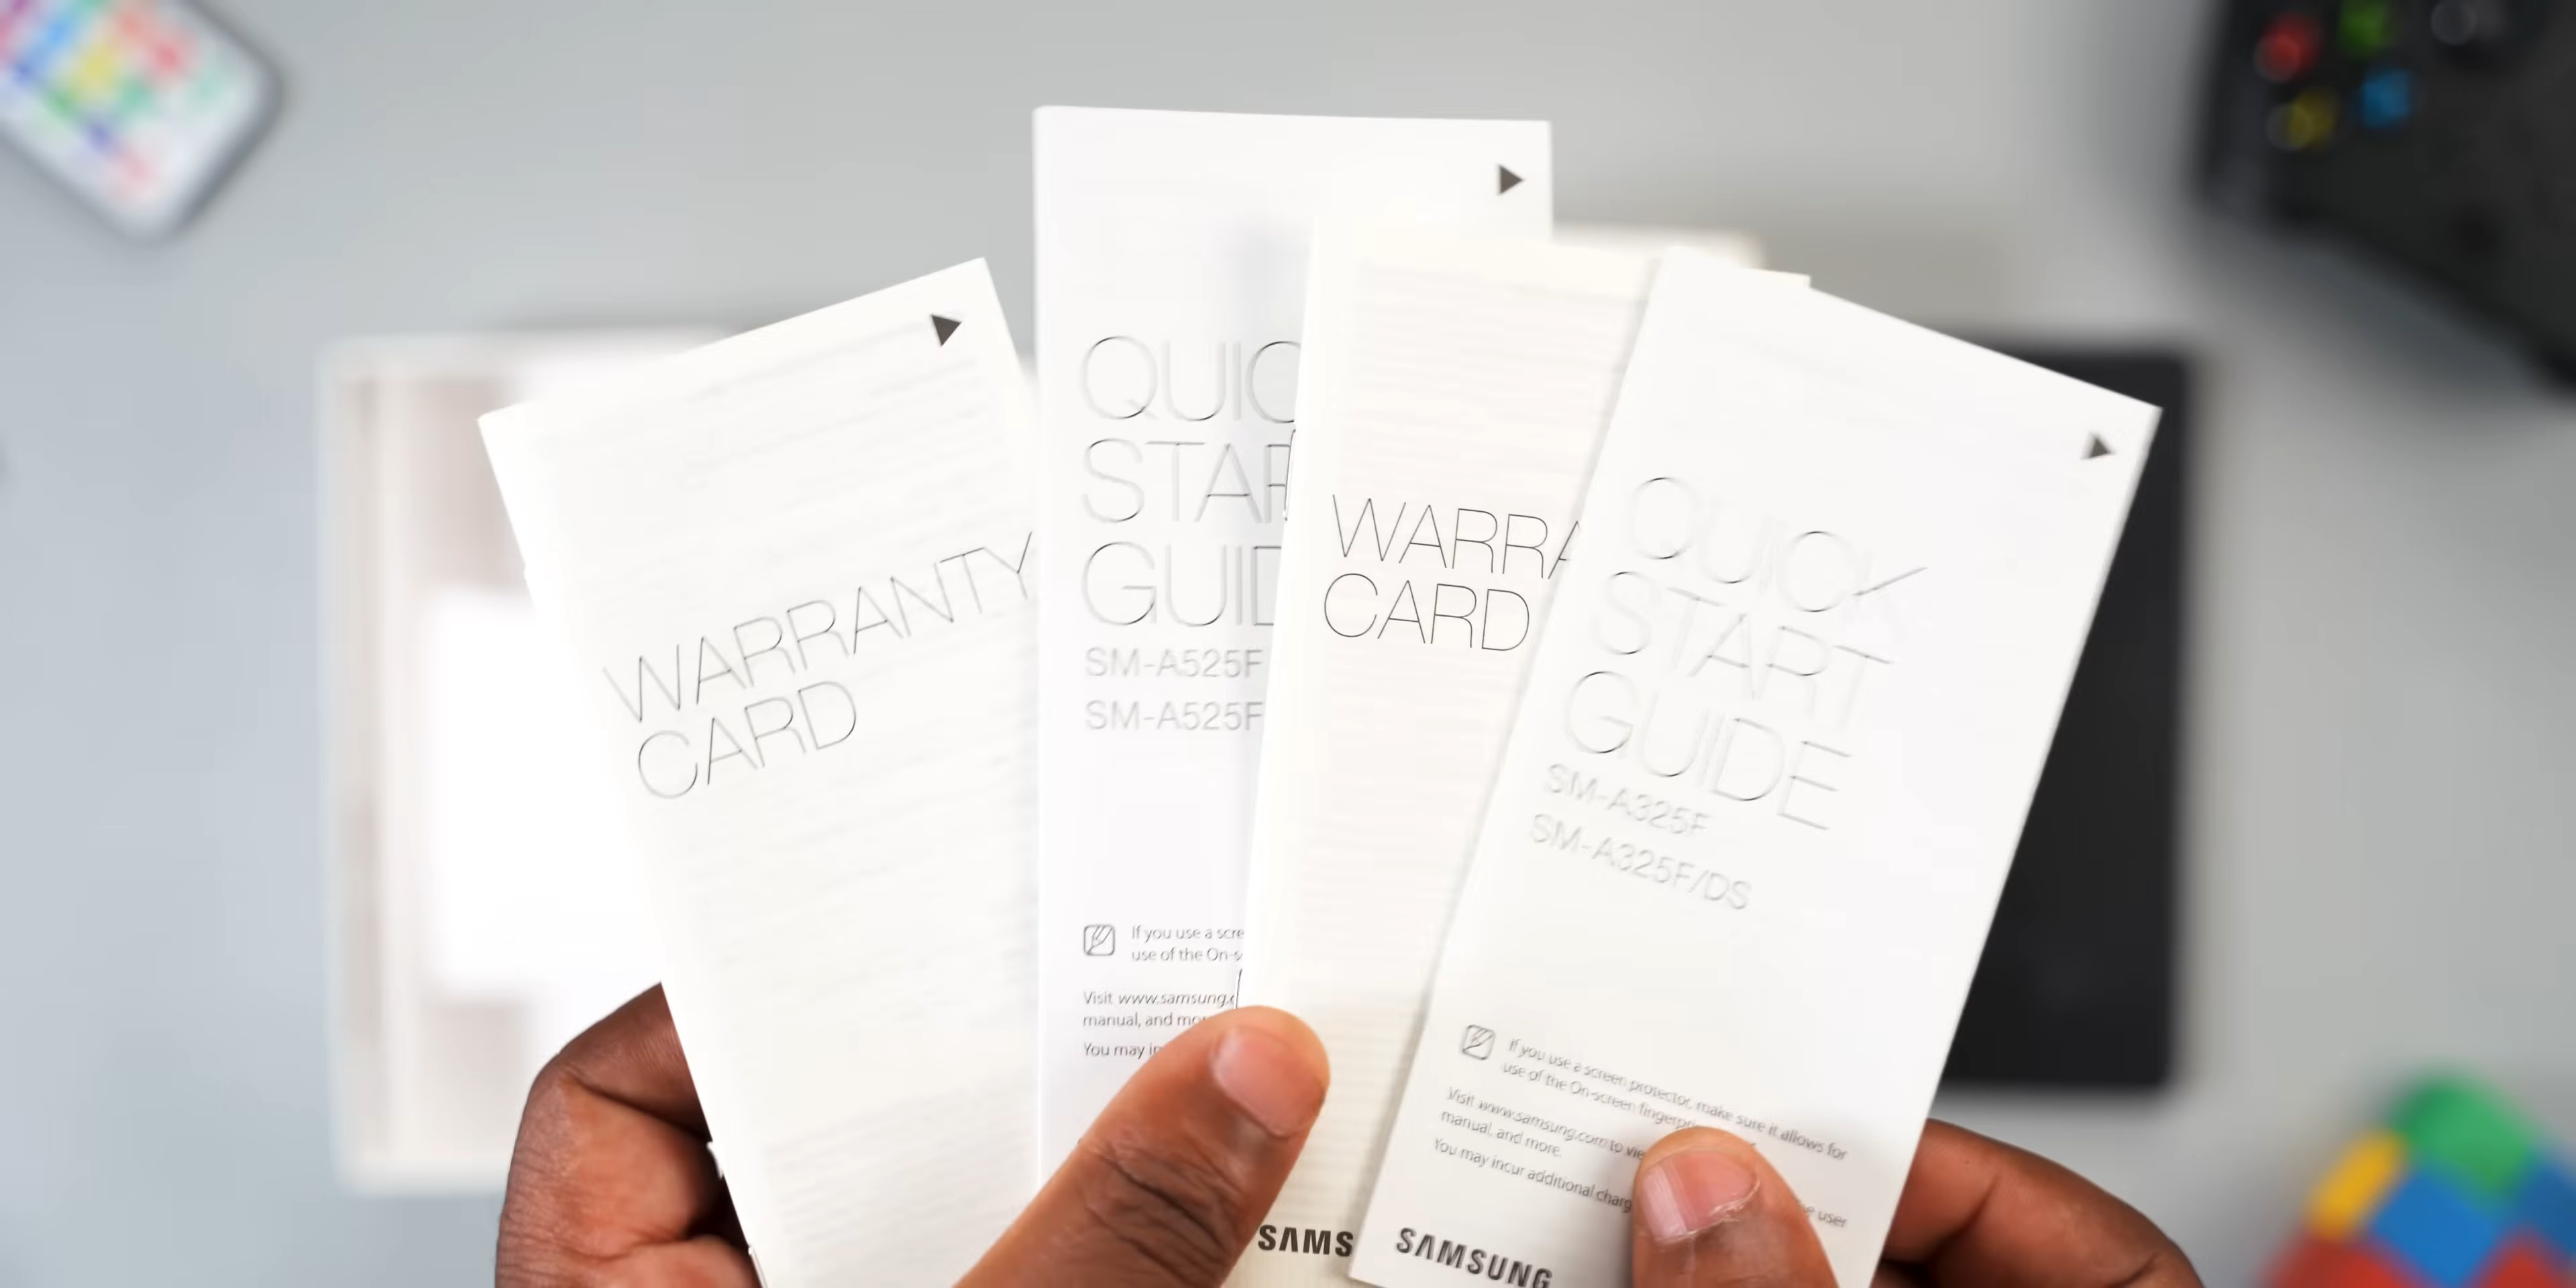 WARRANTY
CARD
QUIC
STAR
GUID
SM-A525F
SM-A525F
If you use a scre
use of the On-s
Visit www.samsung.c
manual, and mor
You may in
WARRA
CARD
SAMS
QUICK
START
GUIDE
SM-A325F
SM-A325F/DS
If you use a screen protector, make sure it allows for
use of the On-screen fingerpr
Visit www.samsung.com to vie
manual, and more.
You may incur additional charg
e user
SAMSUNG